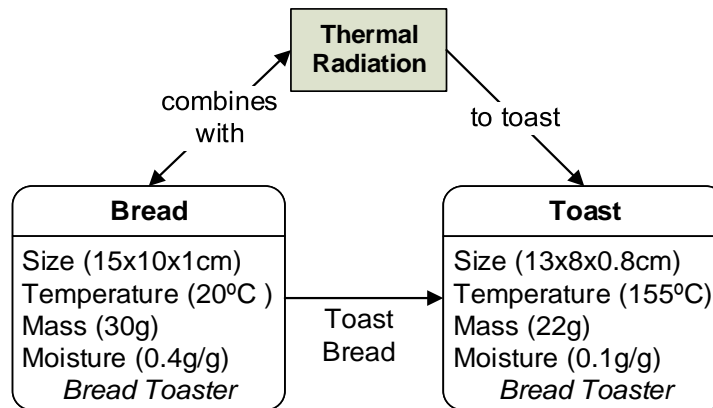 Thermal
Radiation
combines
with
to toast
Bread
Size (15x10x1cm)
Temperature (20ºC )
Mass (30g)
Moisture (0.4g/g)
Bread Toaster
Toast
Bread
Toast
Size (13x8x0.8cm)
Temperature (155ºC)
Mass (22g)
Moisture (0.1g/g)
Bread Toaster